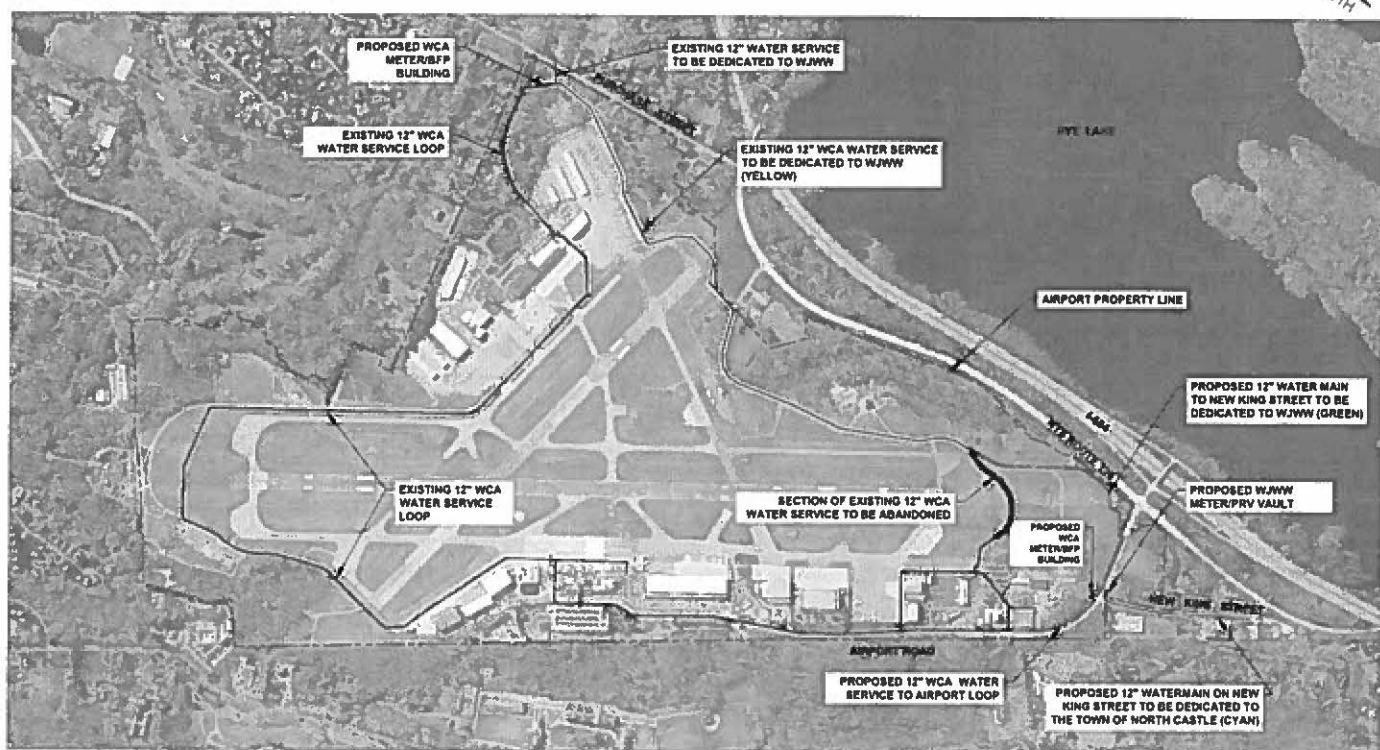 PROPOSED WCA
METER/BFP
BUILDING
EXISTING 12" WATER SERVICE
TO BE DEDICATED TO WJWW
EXISTING 12" WCA
WATER SERVICE LOOP
EXISTING 12" WCA WATER SERVICE
TO BE DEDICATED TO WJWW
(YELLOW)
RYE LAKE
AIRPORT PROPERTY LINE
PROPOSED 12" WATER MAIN
TO NEW KING STREET TO BE
DEDICATED TO WJWW (GREEN)
I-684
EXISTING 12" WCA
WATER SERVICE
LOOP
SECTION OF EXISTING 12" WCA
WATER SERVICE TO BE ABANDONED
PROPOSED WJWW
METER/PRV VAULT
PROPOSED
WCA
METER/BFP
BUILDING
NEW KING STREET
AIRPORT ROAD
PROPOSED 12" WCA WATER
SERVICE TO AIRPORT LOOP
PROPOSED 12" WATERMAIN ON NEW
KING STREET TO BE DEDICATED TO
THE TOWN OF NORTH CASTLE (CYAN)